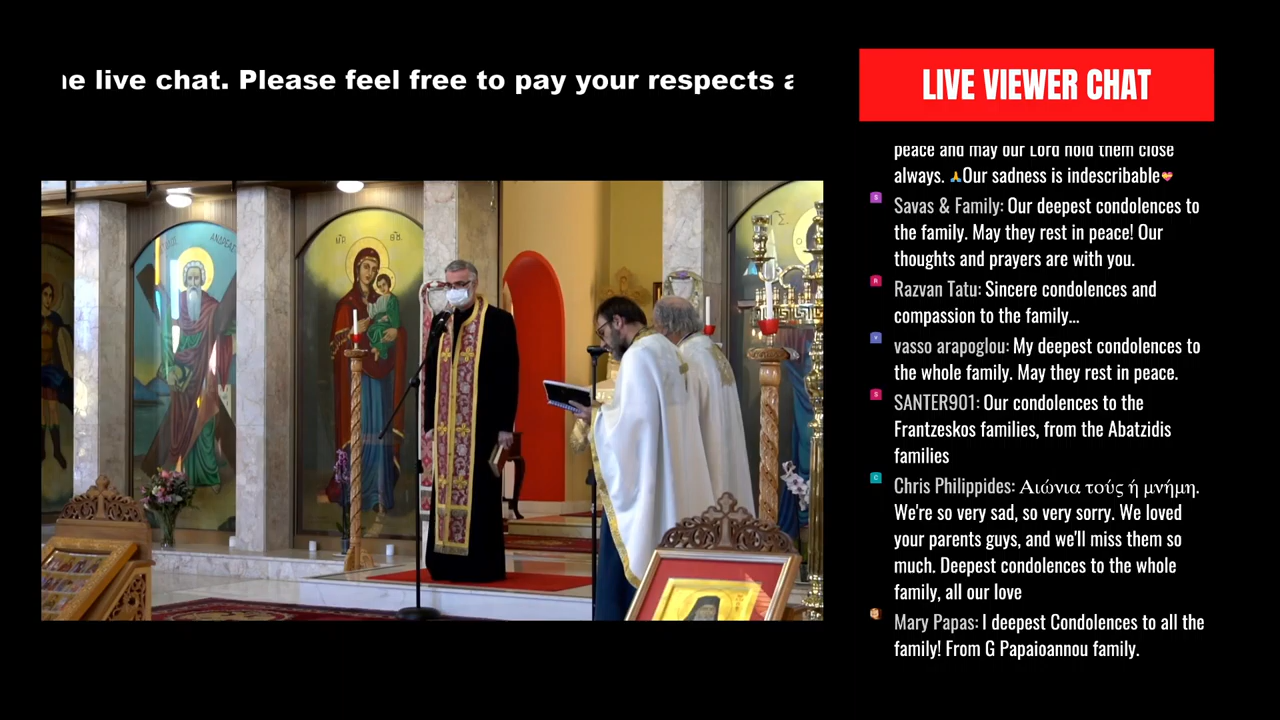 e live chat. Please feel free to pay your respects a
LIVE VIEWER CHAT
peace and may our Lord hold them close
always. 🙏Our sadness is indescribable💝
Savas & Family: Our deepest condolences to
the family. May they rest in peace! Our
thoughts and prayers are with you.
Razvan Tatu: Sincere condolences and
compassion to the family...
vasso arapoglou: My deepest condolences to
the whole family. May they rest in peace.
SANTER901: Our condolences to the
Frantzeskos families, from the Abatzidis
families
Chris Philippides: Αιώνια τούς ή μνήμη.
We're so very sad, so very sorry. We loved
your parents guys, and we'll miss them so
much. Deepest condolences to the whole
family, all our love
Mary Papas: I deepest Condolences to all the
family! From G Papaioannou family.